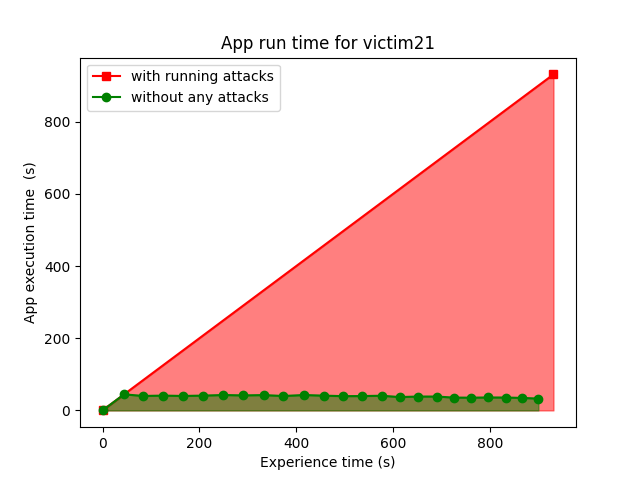 App run time for victim21
with running attacks
without any attacks
App execution time  (s)
800
600
400
200
0
0 200 400 600 800
Experience time (s)